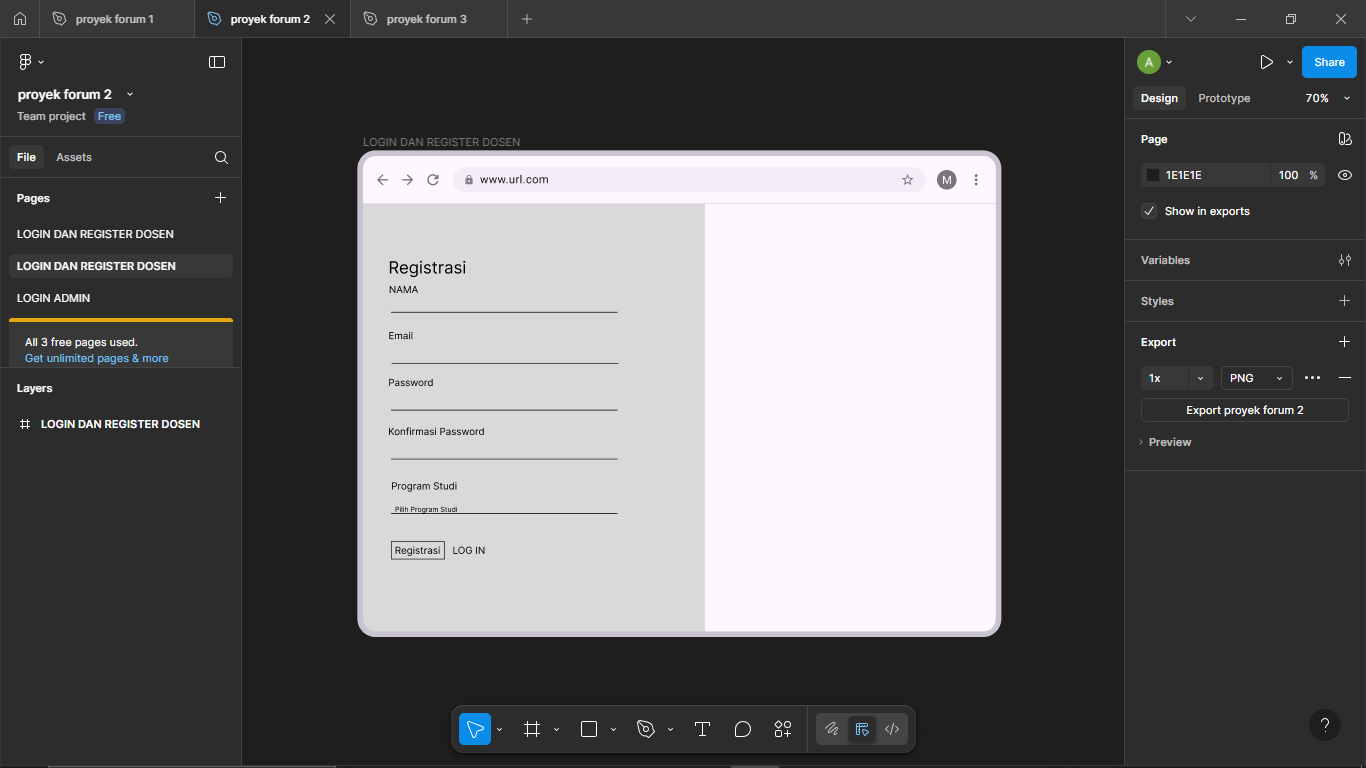 proyek forum 1
proyek forum 2
proyek forum 3
proyek forum 2
Team project Free
File Assets
Pages
LOGIN DAN REGISTER DOSEN
LOGIN DAN REGISTER DOSEN
LOGIN ADMIN
All 3 free pages used.
Get unlimited pages & more
Layers
LOGIN DAN REGISTER DOSEN
LOGIN DAN REGISTER DOSEN
www.url.com
M
Registrasi
NAMA
Email
Password
Konfirmasi Password
Program Studi
Pilih Program Studi
Registrasi LOG IN
A
Share
Design Prototype 70%
Page
1E1E1E 100 %
Show in exports
Variables
Styles
Export
1x PNG
Export proyek forum 2
Preview
?